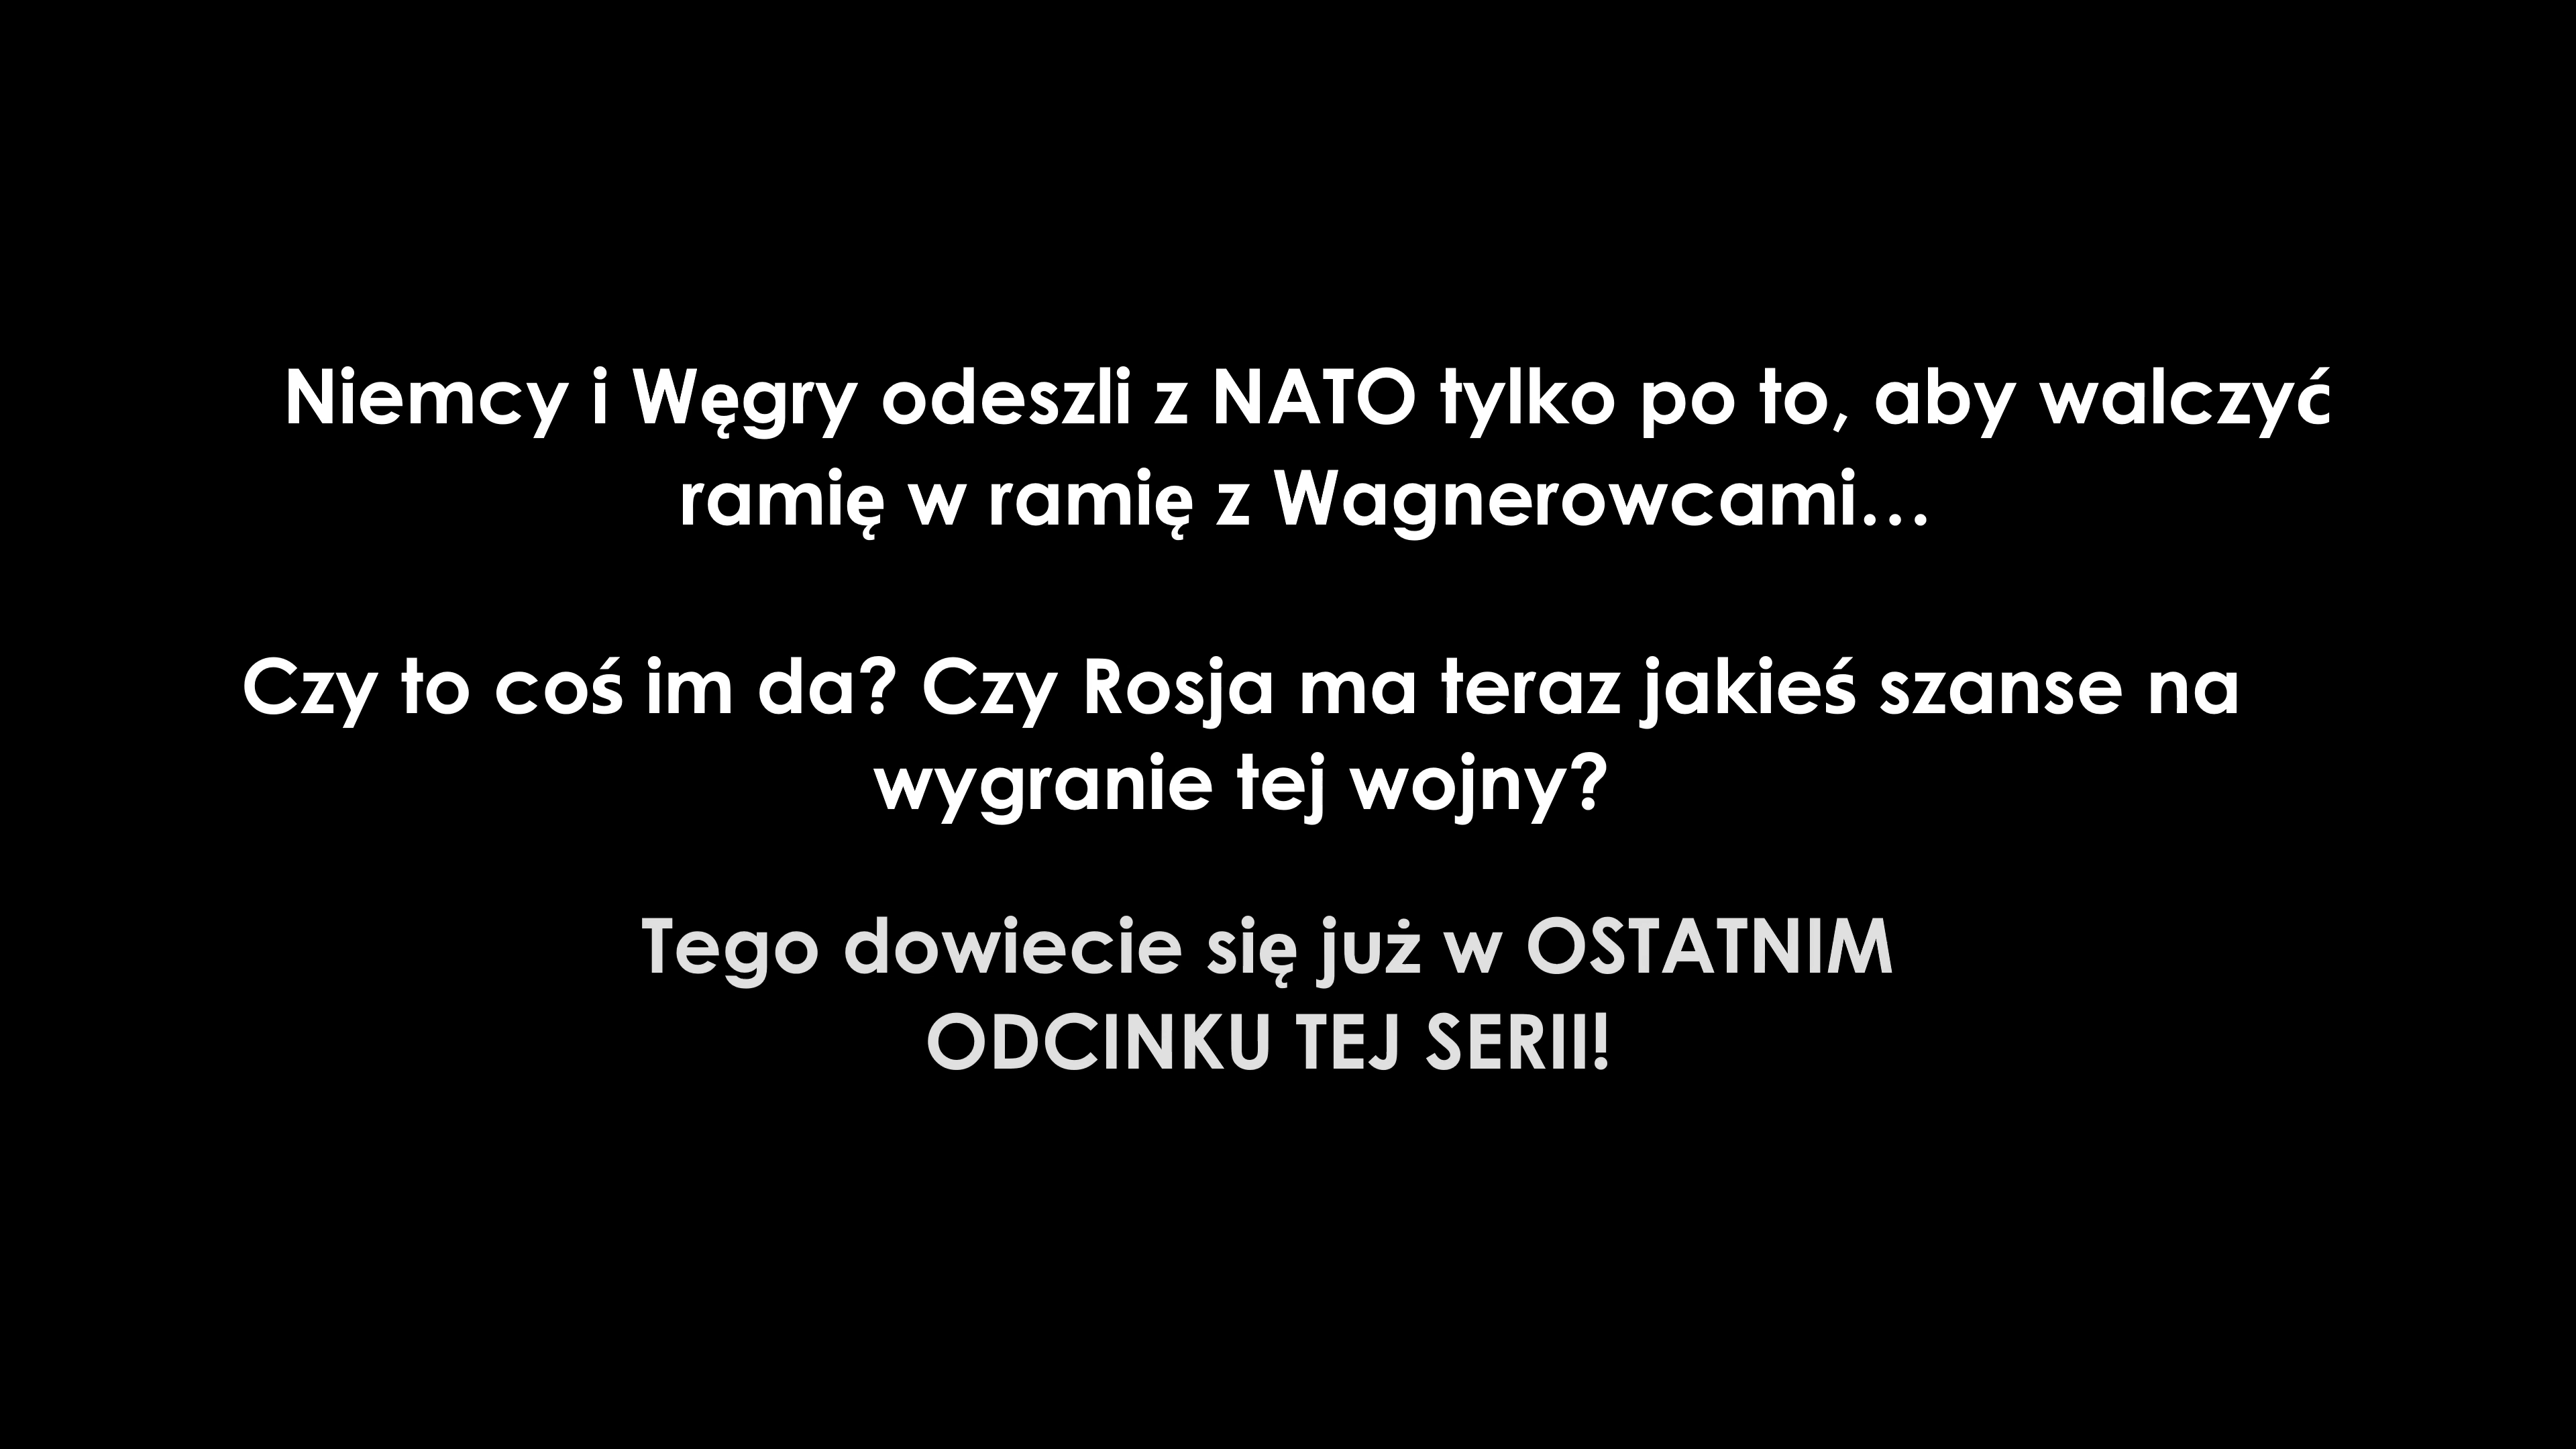 Niemcy i Węgry odeszli z NATO tylko po to, aby walczyć
ramię w ramię z Wagnerowcami...
Czy to coś im da? Czy Rosja ma teraz jakieś szanse na
wygranie tej wojny?
Tego dowiecie się już w OSTATNIM
ODCINKU TEJ SERII!